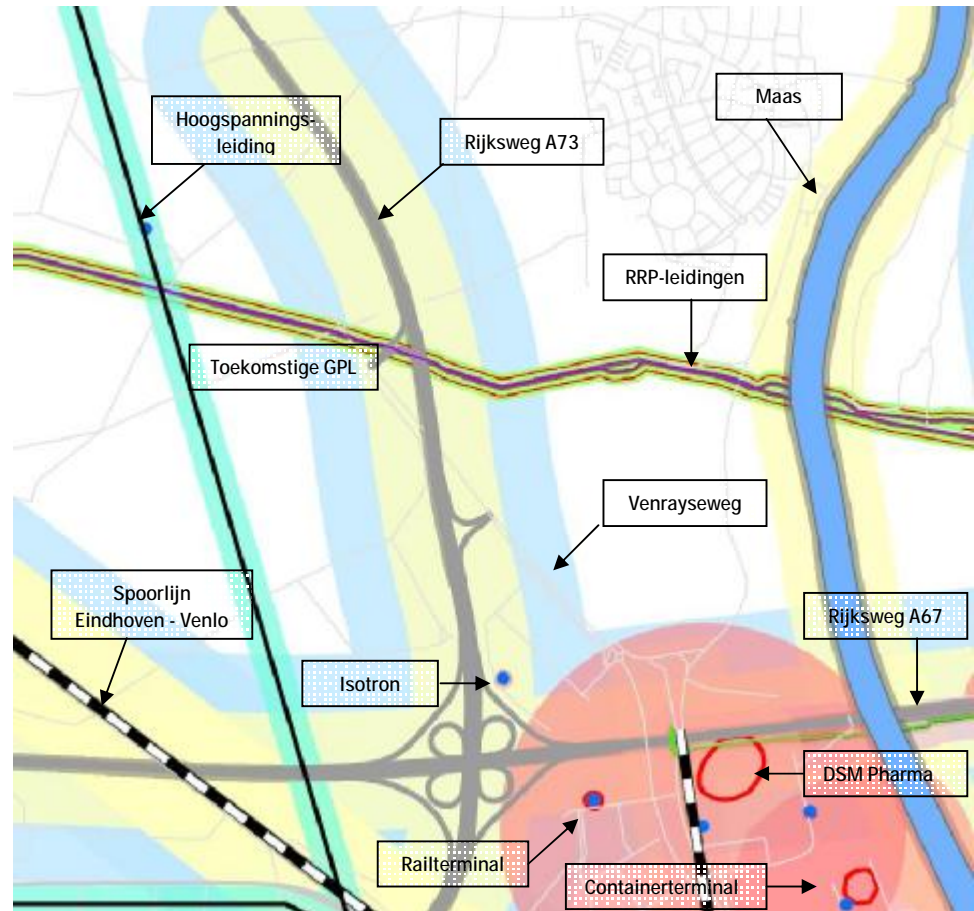 Maas
Hoogspannings-
leiding
Rijksweg A73
RRP-leidingen
Toekomstige GPL
Venrayseweg
Spoorlijn
Eindhoven - Venlo
Rijksweg A67
Isotron
DSM Pharma
Railterminal
Containerterminal